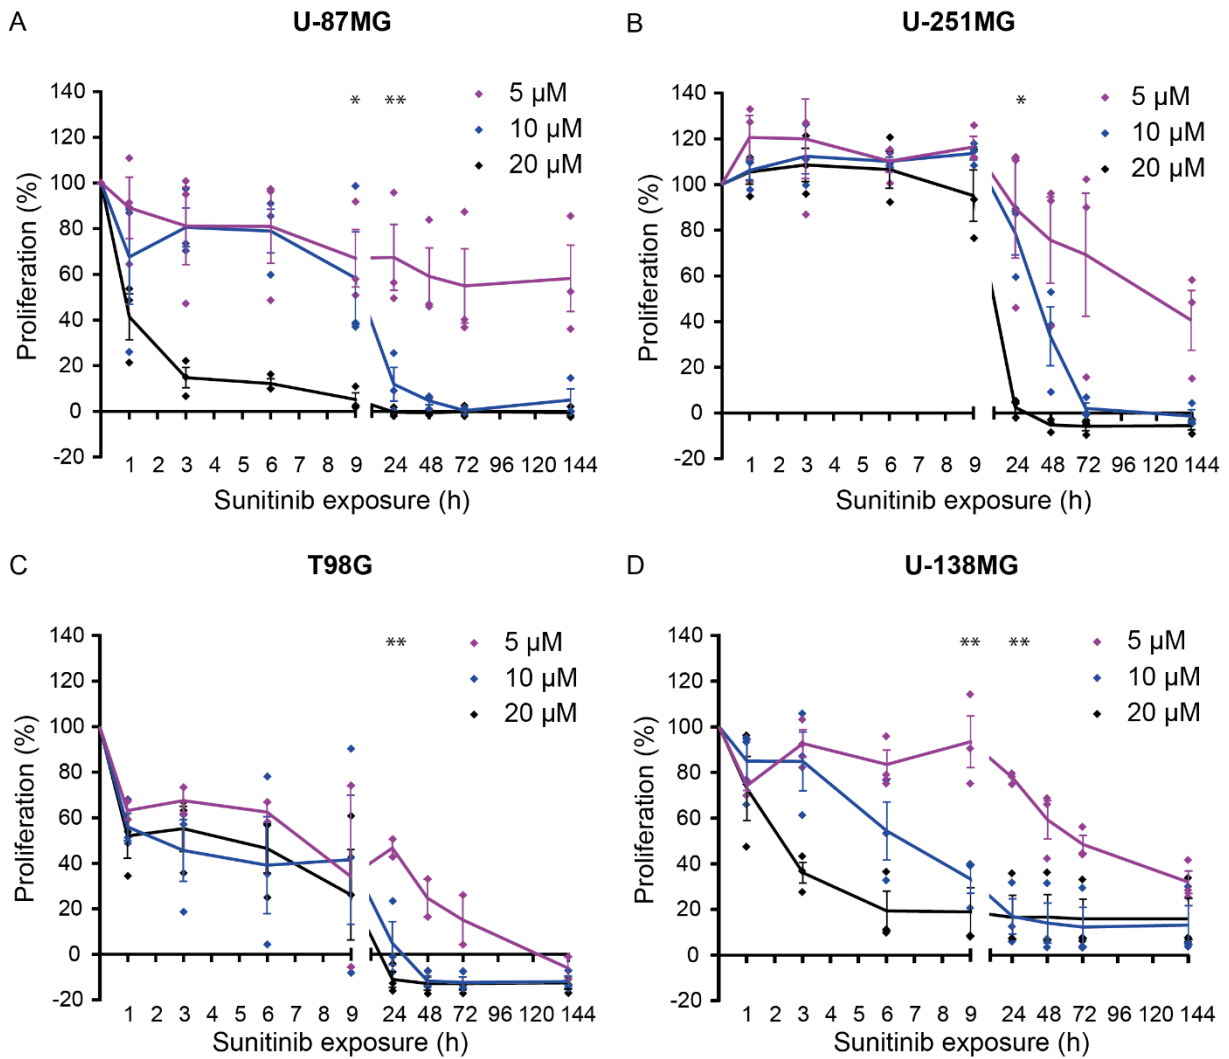 A
U-87MG
140
120
100
80
60
40
20
0
-20
Proliferation (%)
* **
5 µM
10 µM
20 µM
1 2 3 4 5 6 7 8 9 24 48 72 96 120 144
Sunitinib exposure (h)
B
U-251MG
140
120
100
80
60
40
20
0
-20
Proliferation (%)
*
5 µM
10 µM
20 µM
1 2 3 4 5 6 7 8 9 24 48 72 96 120 144
Sunitinib exposure (h)
C
T98G
140
120
100
80
60
40
20
0
-20
Proliferation (%)
**
5 µM
10 µM
20 µM
1 2 3 4 5 6 7 8 9 24 48 72 96 120 144
Sunitinib exposure (h)
D
U-138MG
140
120
100
80
60
40
20
0
-20
Proliferation (%)
** **
5 µM
10 µM
20 µM
1 2 3 4 5 6 7 8 9 24 48 72 96 120 144
Sunitinib exposure (h)